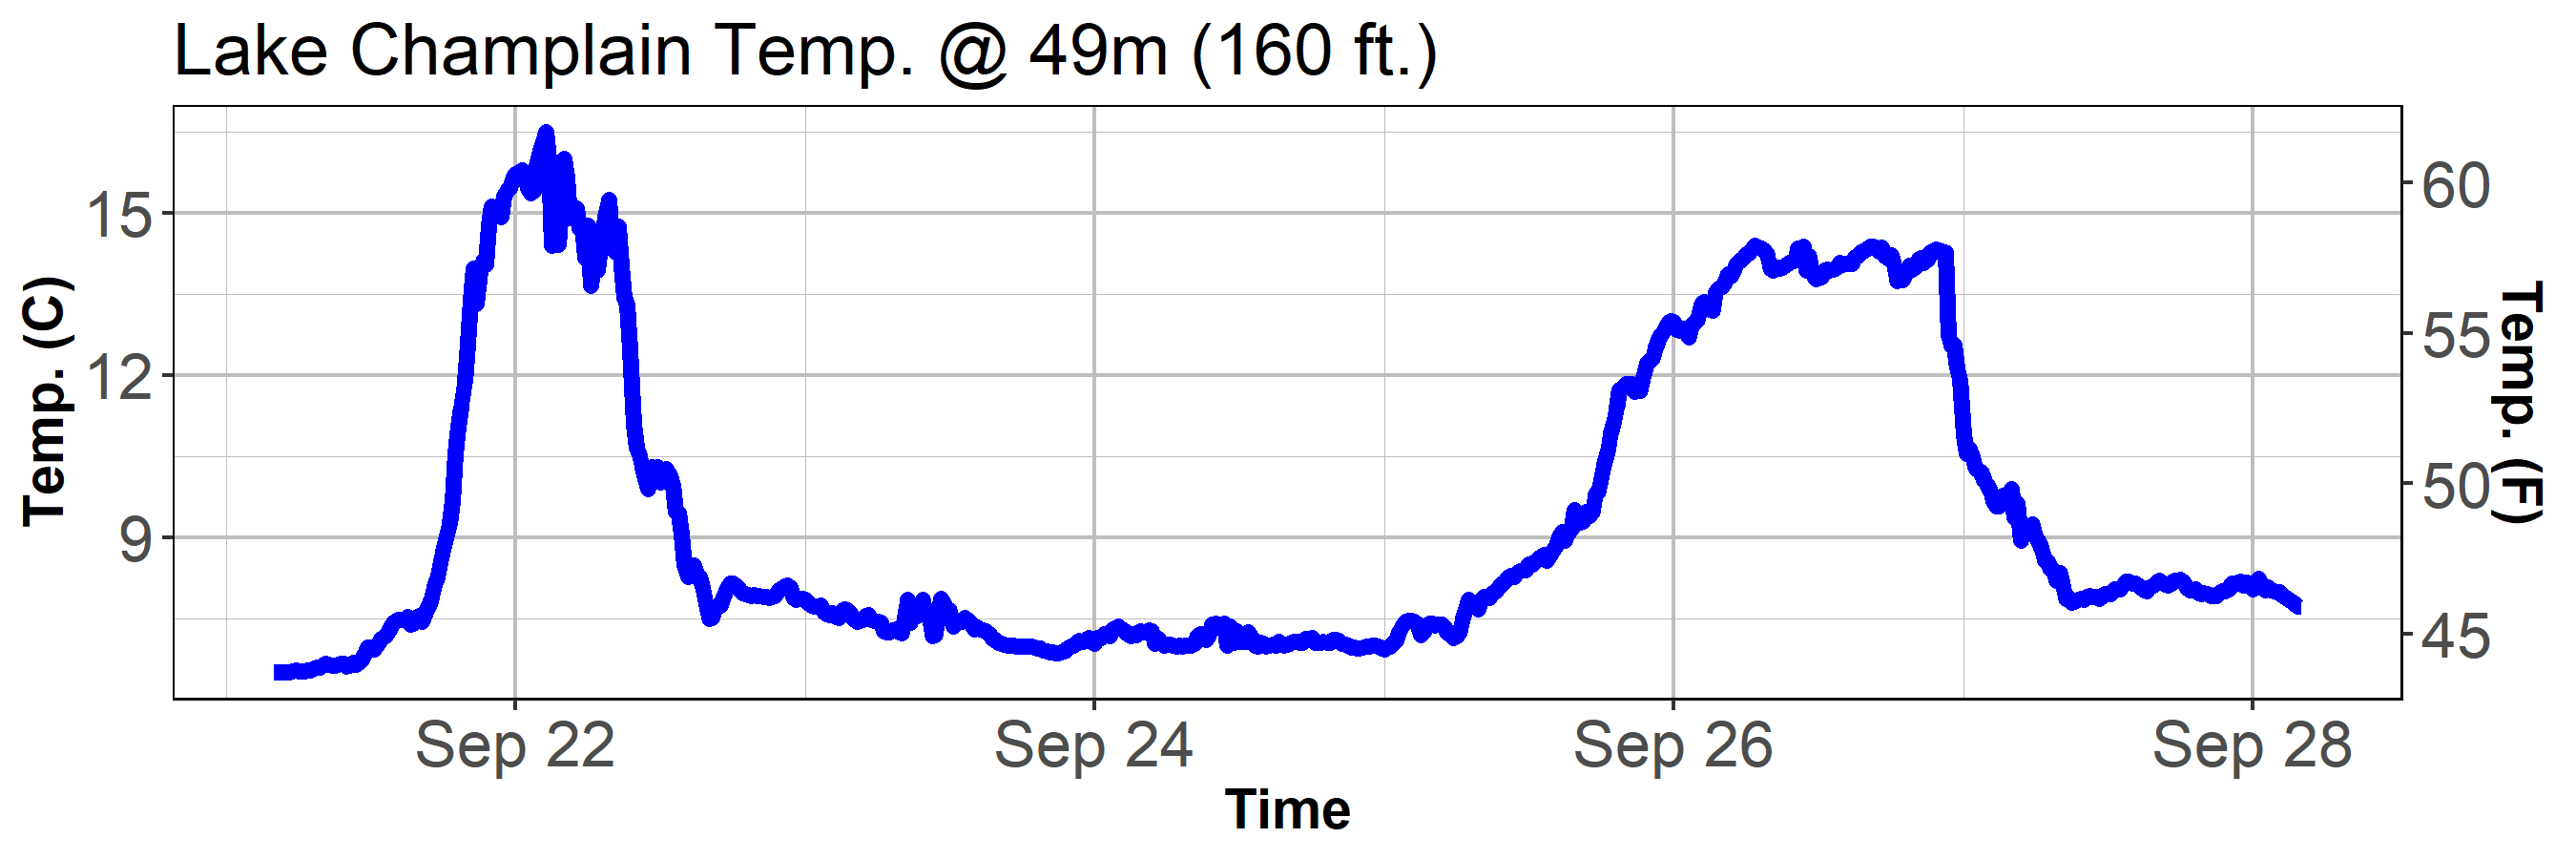 Lake Champlain Temp. @ 49m (160 ft.)
Temp. (C)
15
12
9
60
55
50
45
Temp. (F)
Sep 22
Sep 24
Sep 26
Sep 28
Time